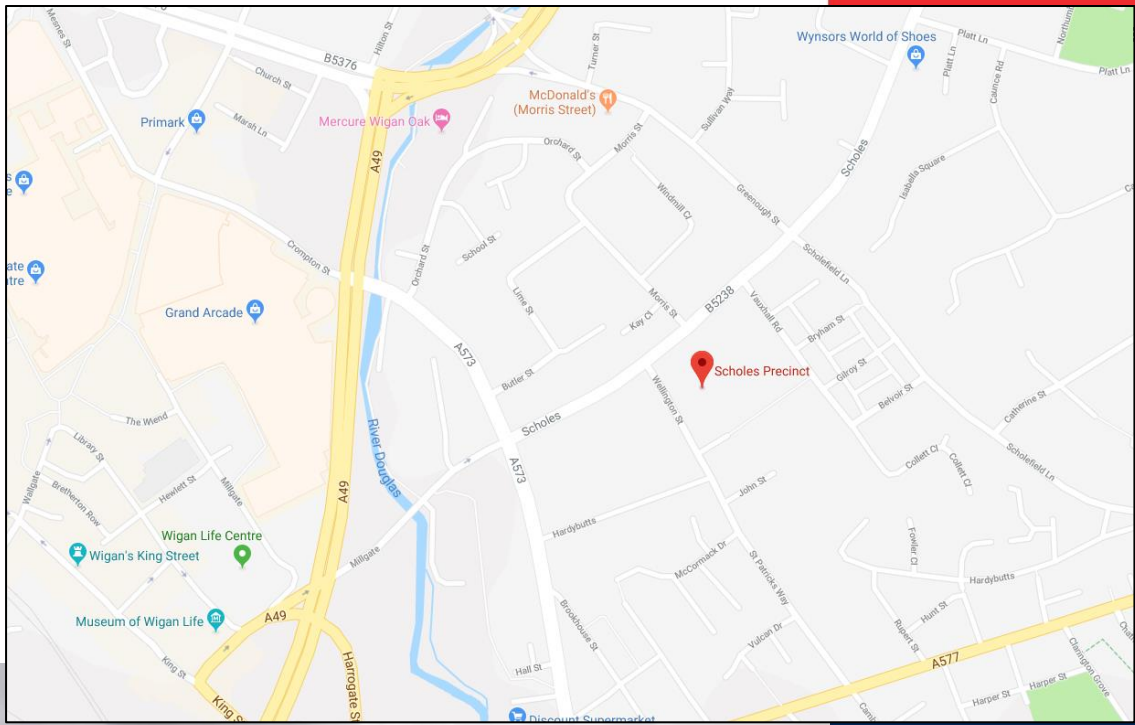 Mesnes St
B5376
Hilton St
Turner St
Wynsors World of Shoes
Platt Ln
Platt Ln
Platt Ln
Church St
Marsh Ln
Primark
Mercure Wigan Oak
McDonald's
(Morris Street)
Sullivan Way
Caunce Rd
A49
Orchard St
Morris St
Scholes
Isabella Square
Windmill Cl
Greenough St
School St
Orchard St
Crompton St
Scholefield Ln
Grand Arcade
Lime St
Morris St
Kay Ct
B5238
Vauxhall Rd
Bryham St
A573
Butler St
Scholes Precinct
Gilroy St
Belvoir St
Wellington St
Scholes
Catherine St
The Wiend
Library St
River Douglas
A573
Collett Cl
Collett Cl
Scholefield Ln
Wallgate
Bretherton Row
Hewlett St
Millgate
A49
John St
Hardybutts
Wigan Life Centre
Wigan's King Street
Millgate
McCormack Dr
St Patricks Way
Fowler Cl
Hardybutts
Museum of Wigan Life
A49
Brookhouse St
Vulcan Dr
Hunt St
Rupert St
King St
Harrogate St
Hall St
A577
Clarington Grove
Harper St
Harper St
King S
Discount Supermarket